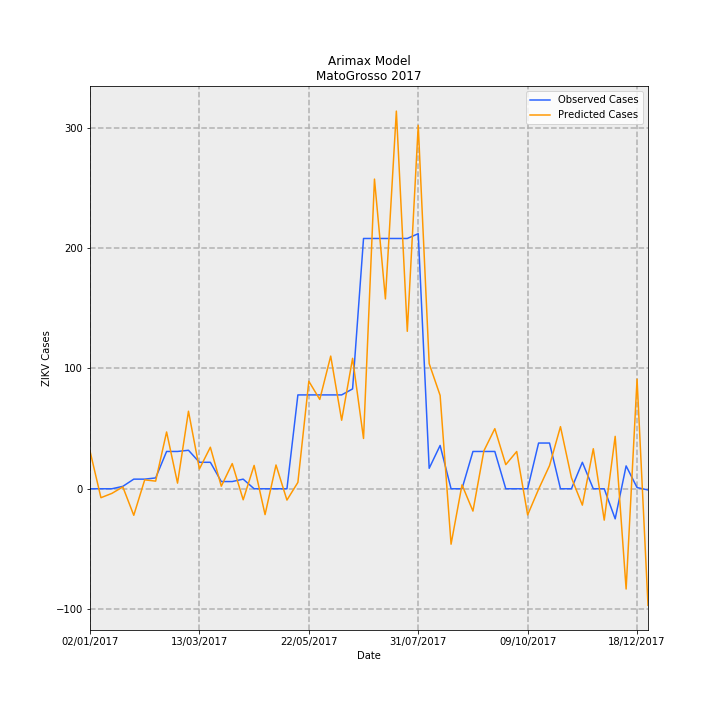 Arimax Model
MatoGrosso 2017
Observed Cases
Predicted Cases
300
200
100
0
−100
ZIKV Cases
02/01/2017
13/03/2017
22/05/2017
31/07/2017
09/10/2017
18/12/2017
Date